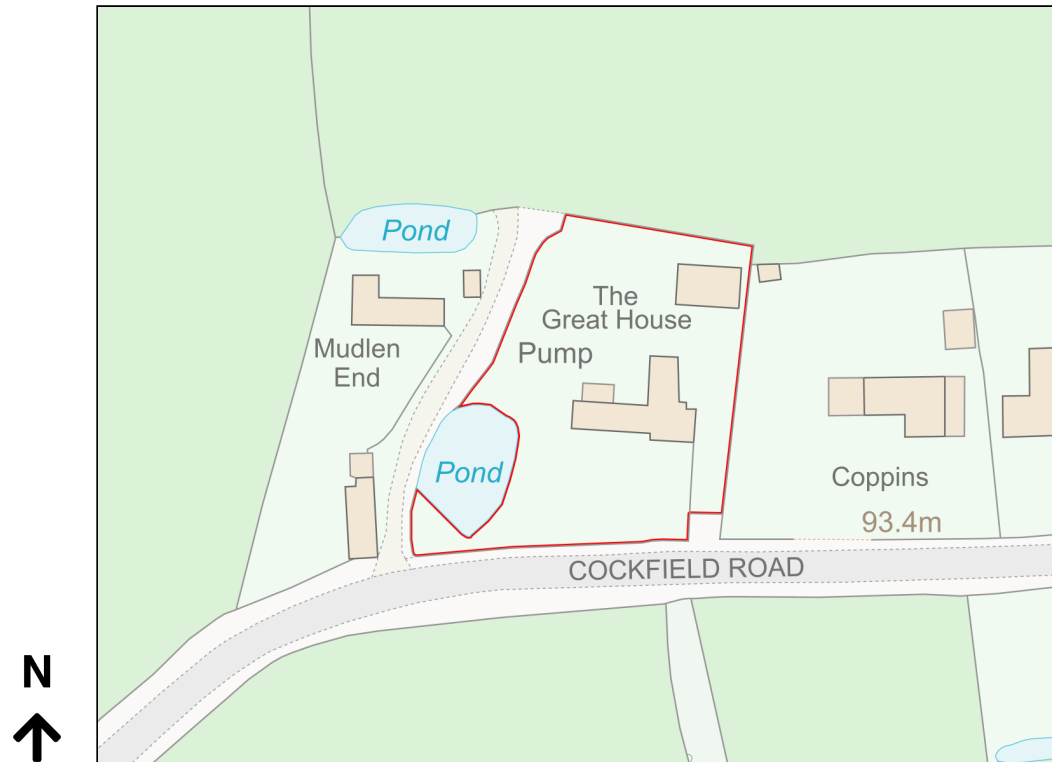 Pond
The
Great House
Pump
Mudlen
End
Pond
Coppins
93.4m
COCKFIELD ROAD
N